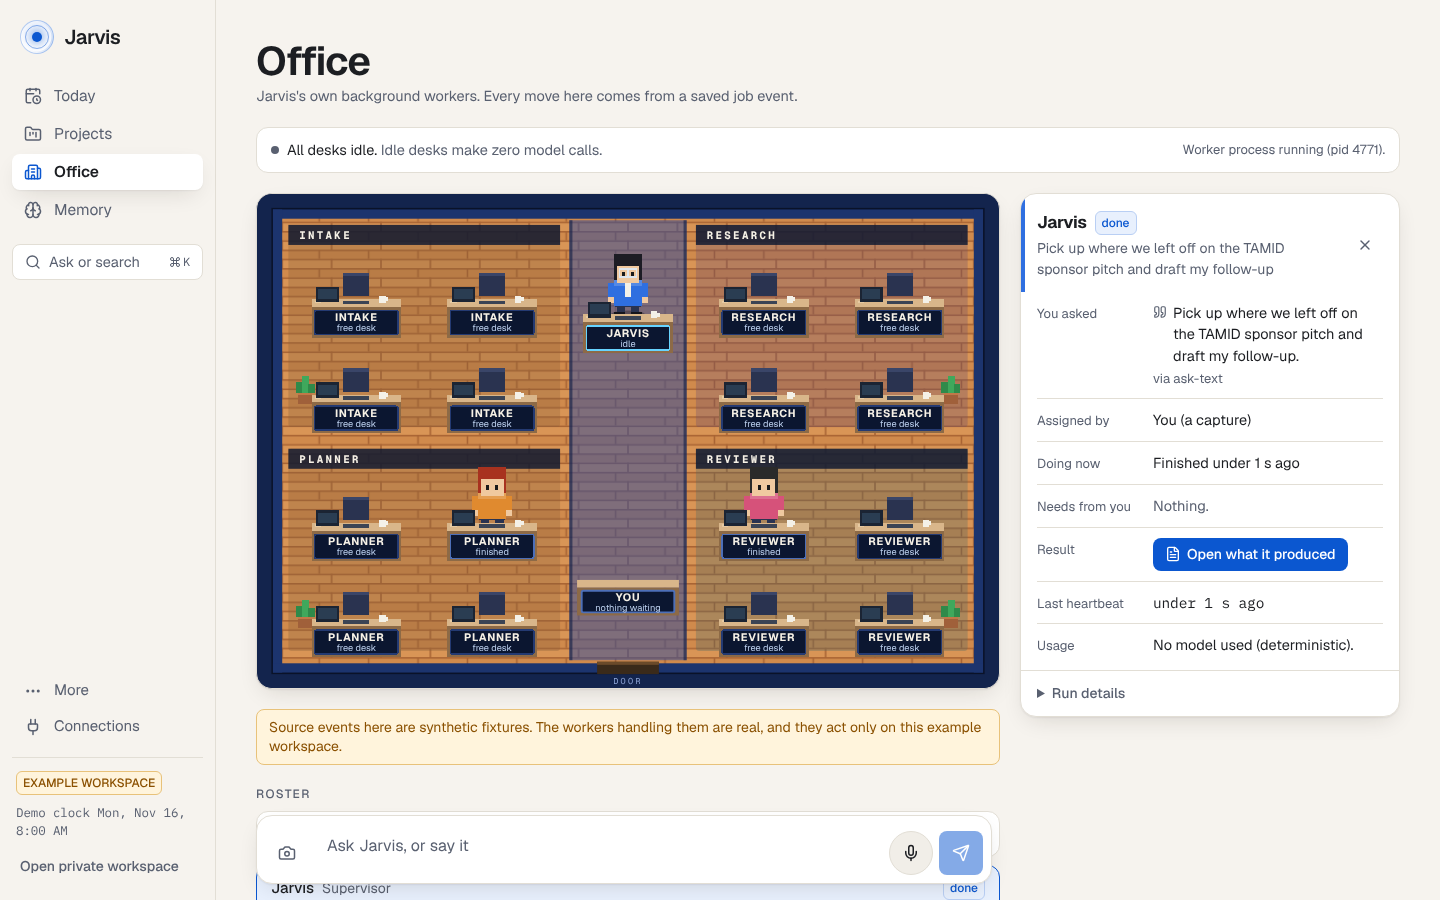 Jarvis
Today
Projects
Office
Memory
Ask or search ⌘K
More
Connections
EXAMPLE WORKSPACE
Demo clock Mon, Nov 16,
8:00 AM
Open private workspace
Office
Jarvis's own background workers. Every move here comes from a saved job event.
All desks idle. Idle desks make zero model calls.
Worker process running (pid 4771).
INTAKE
RESEARCH
INTAKE
free desk
INTAKE
free desk
JARVIS
idle
RESEARCH
free desk
RESEARCH
free desk
INTAKE
free desk
INTAKE
free desk
RESEARCH
free desk
RESEARCH
free desk
PLANNER
REVIEWER
PLANNER
free desk
PLANNER
finished
REVIEWER
finished
REVIEWER
free desk
YOU
nothing waiting
PLANNER
free desk
PLANNER
free desk
REVIEWER
free desk
REVIEWER
free desk
DOOR
Source events here are synthetic fixtures. The workers handling them are real, and they act only on this example
workspace.
ROSTER
Ask Jarvis, or say it
Jarvis Supervisor
done
Jarvis done
Pick up where we left off on the TAMID
sponsor pitch and draft my follow-up
You asked
Pick up where we left off on
the TAMID sponsor pitch and
draft my follow-up.
via ask-text
Assigned by
You (a capture)
Doing now
Finished under 1 s ago
Needs from you
Nothing.
Result
Open what it produced
Last heartbeat
under 1 s ago
Usage
No model used (deterministic).
Run details